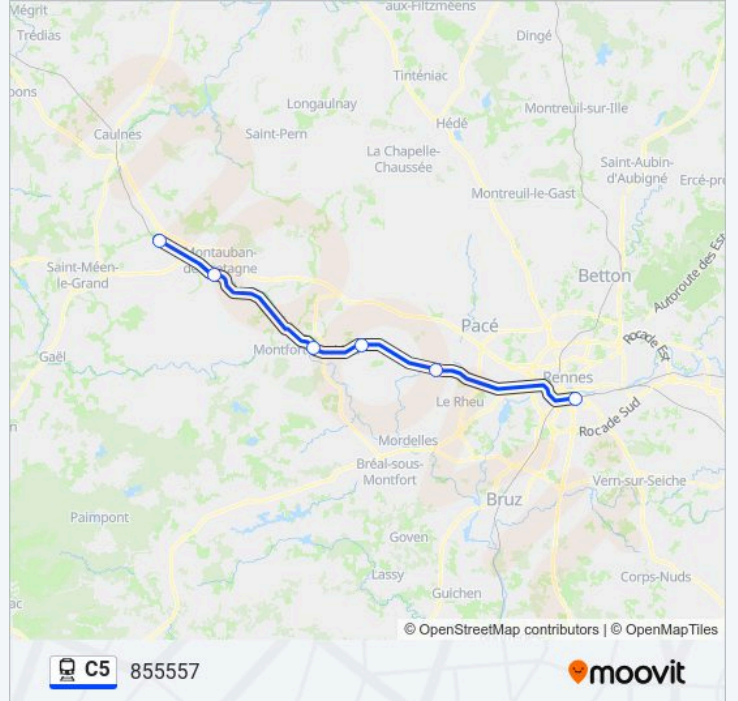 Mégrit
aux-Filtzméens
Trédias
Dingé
Tinténiac
Longaulnay
Montreuil-sur-Ille
Caulnes
Saint-Pern
Hédé
La Chapelle-
Chaussée
Saint-Aubin-
d'Aubigné
Montreuil-le-Gast
Saint-Méen-
le-Grand
Betton
Autoroute des Est
Pacé
Rocade Est
Montfort
Gaël
Rennes
Le Rheu
Rocade Sud
Mordelles
Bréal-sous-
Montfort
Vern-sur-Seiche
Bruz
Paimpont
Goven
Lassy
Corps-Nuds
Guichen
© OpenStreetMap contributors | © OpenMapTiles
C5 855557
moovit